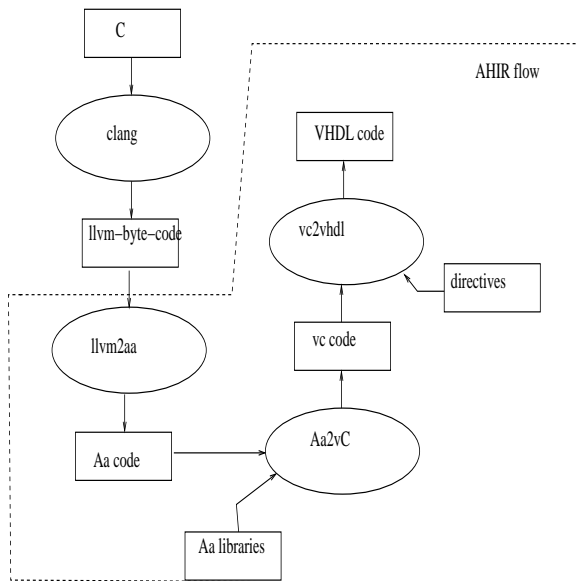 C
AHIR flow
clang
VHDL code
llvm-byte-code
vc2vhdl
directives
llvm2aa
vc code
Aa code
Aa2vC
Aa libraries